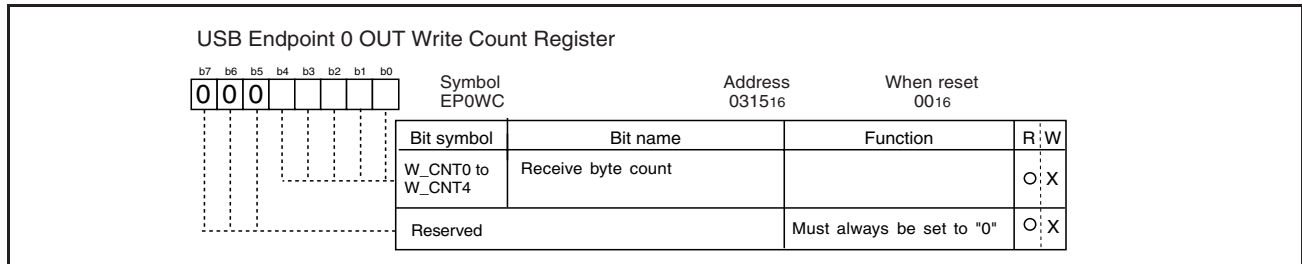 USB Endpoint 0 OUT Write Count Register
b7 b6 b5 b4 b3 b2 b1 b0
0 0 0
Symbol Address When reset
EP0WC 031516 0016
Bit symbol Bit name Function R W
W_CNT0 to Receive byte count O X
W_CNT4
Reserved Must always be set to "0" O X